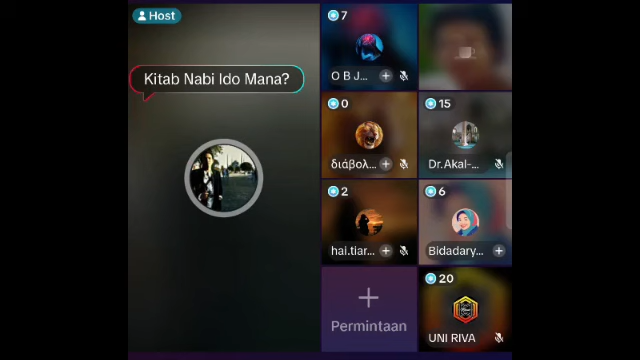 Host
Kitab Nabi Ido Mana?
7
O B J...
0
διάβολ...
15
Dr.Akal-...
2
hai.tiar...
6
Bidadary...
Permintaan
20
UNI RIVA